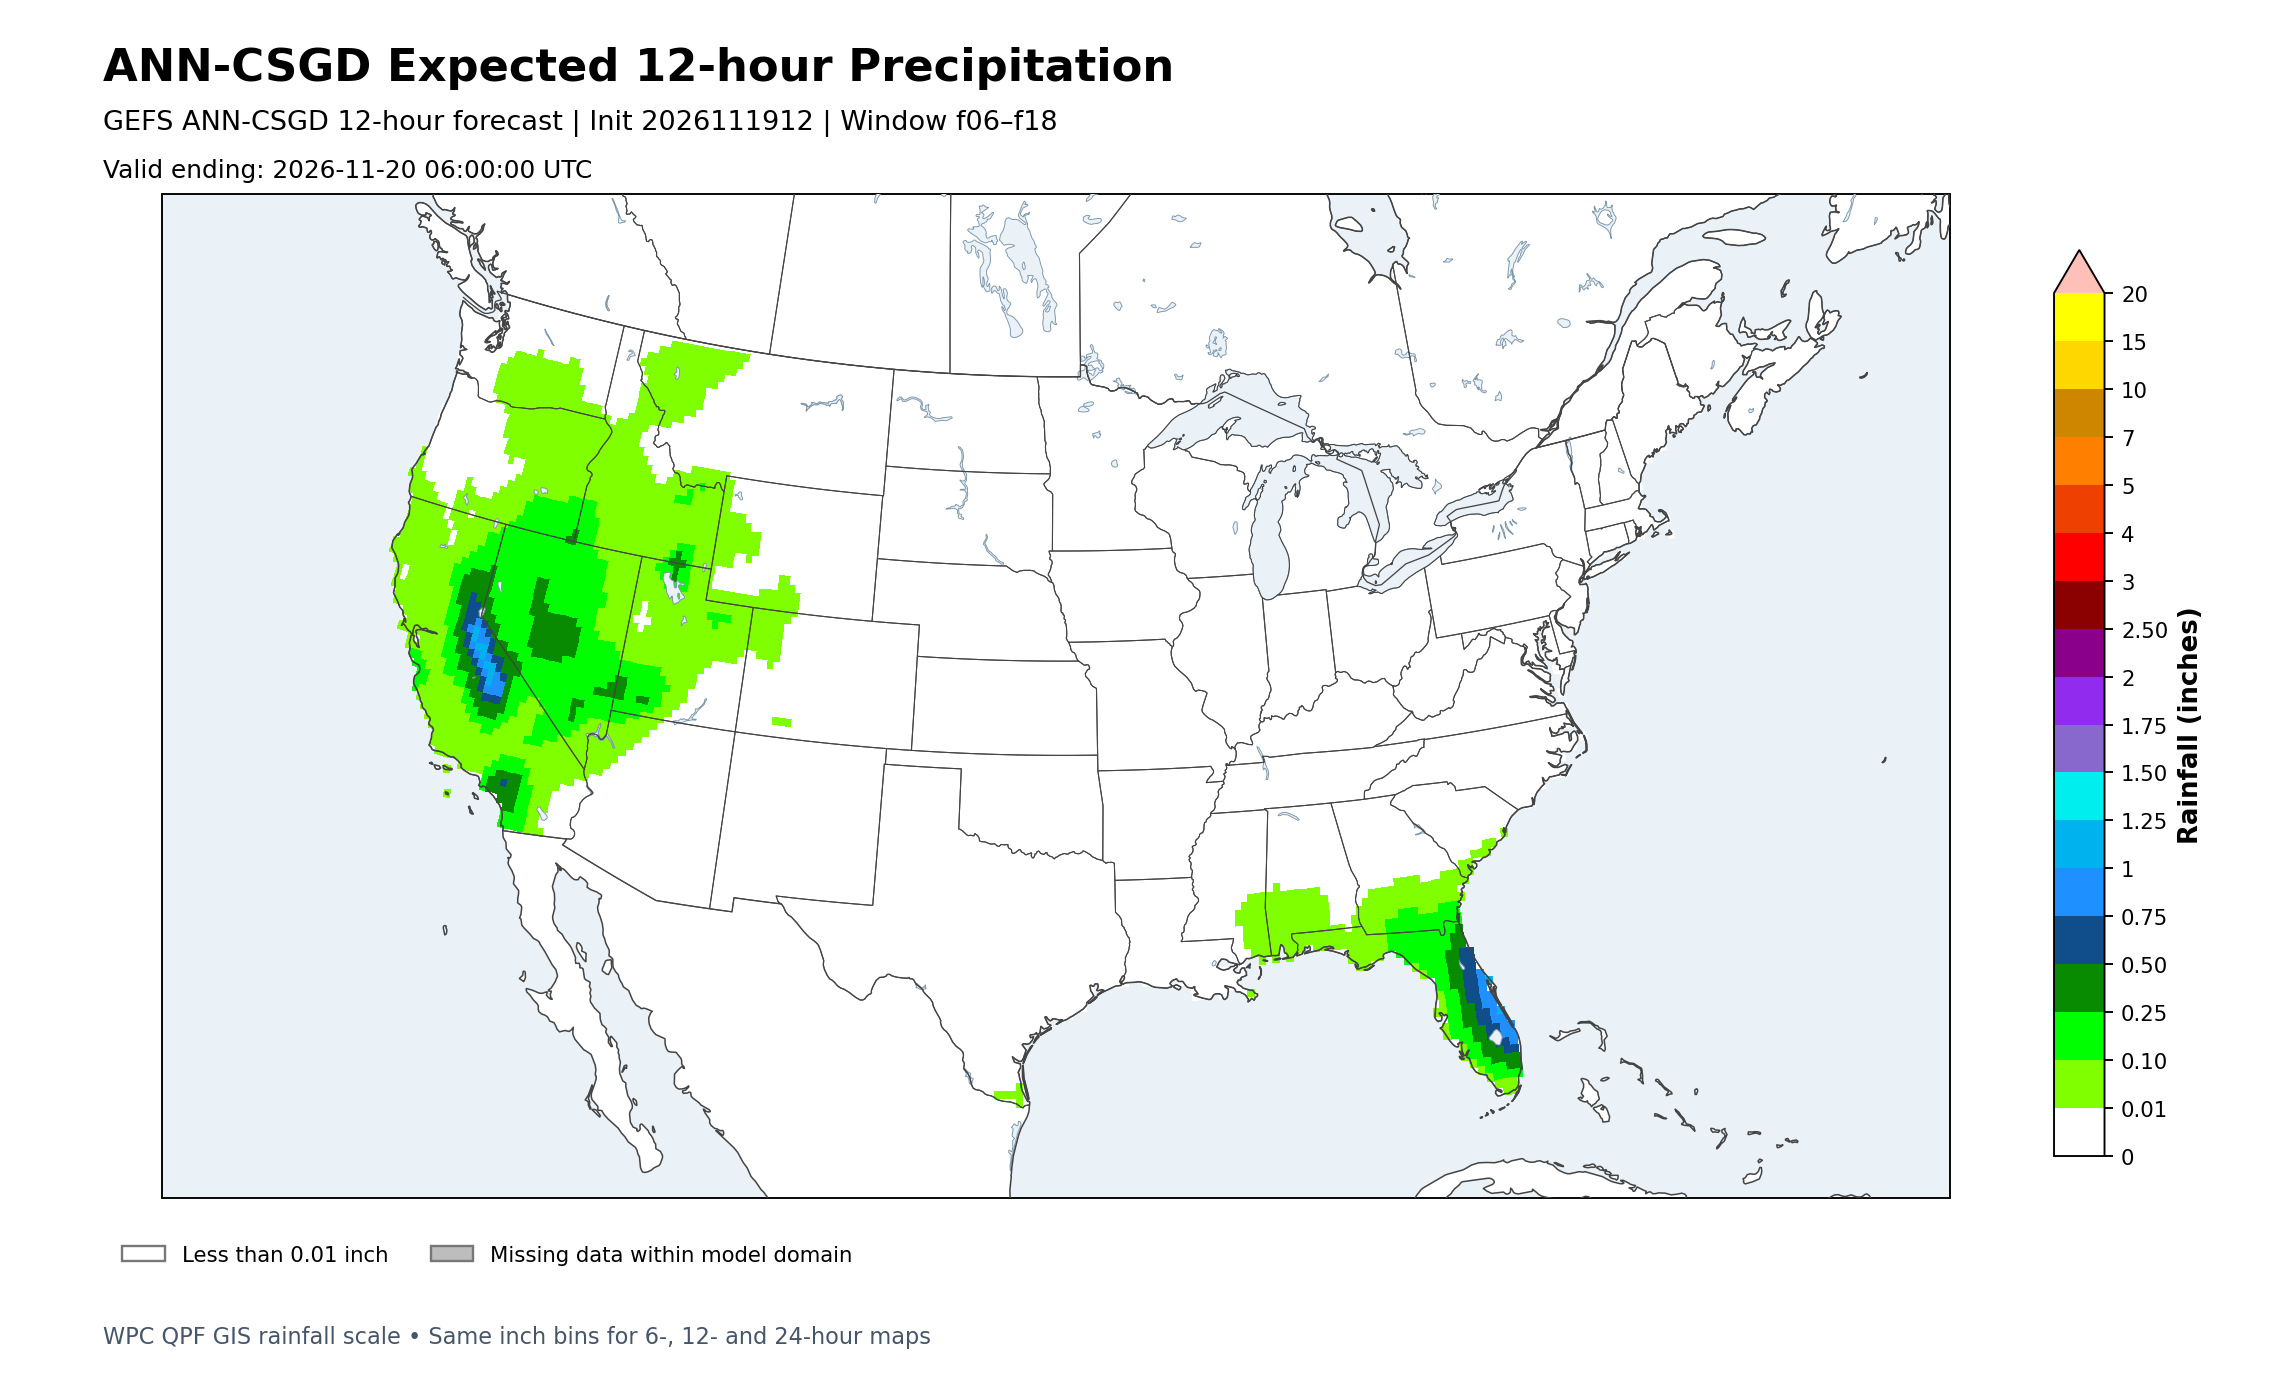 ANN-CSGD Expected 12-hour Precipitation
GEFS ANN-CSGD 12-hour forecast | Init 2026111912 | Window f06–f18
Valid ending: 2026-11-20 06:00:00 UTC
20
15
10
7
5
4
3
2.50
2
1.75
1.50
1.25
1
0.75
0.50
0.25
0.10
0.01
0
Rainfall (inches)
Less than 0.01 inch
Missing data within model domain
WPC QPF GIS rainfall scale • Same inch bins for 6-, 12- and 24-hour maps